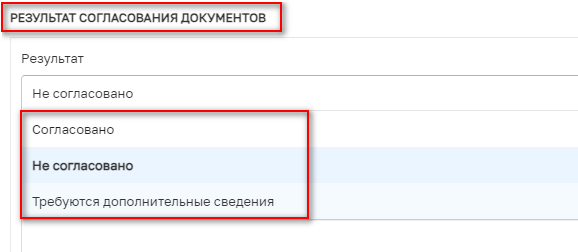 РЕЗУЛЬТАТ СОГЛАСОВАНИЯ ДОКУМЕНТОВ
Результат
Не согласовано
Согласовано
Не согласовано
Требуются дополнительные сведения